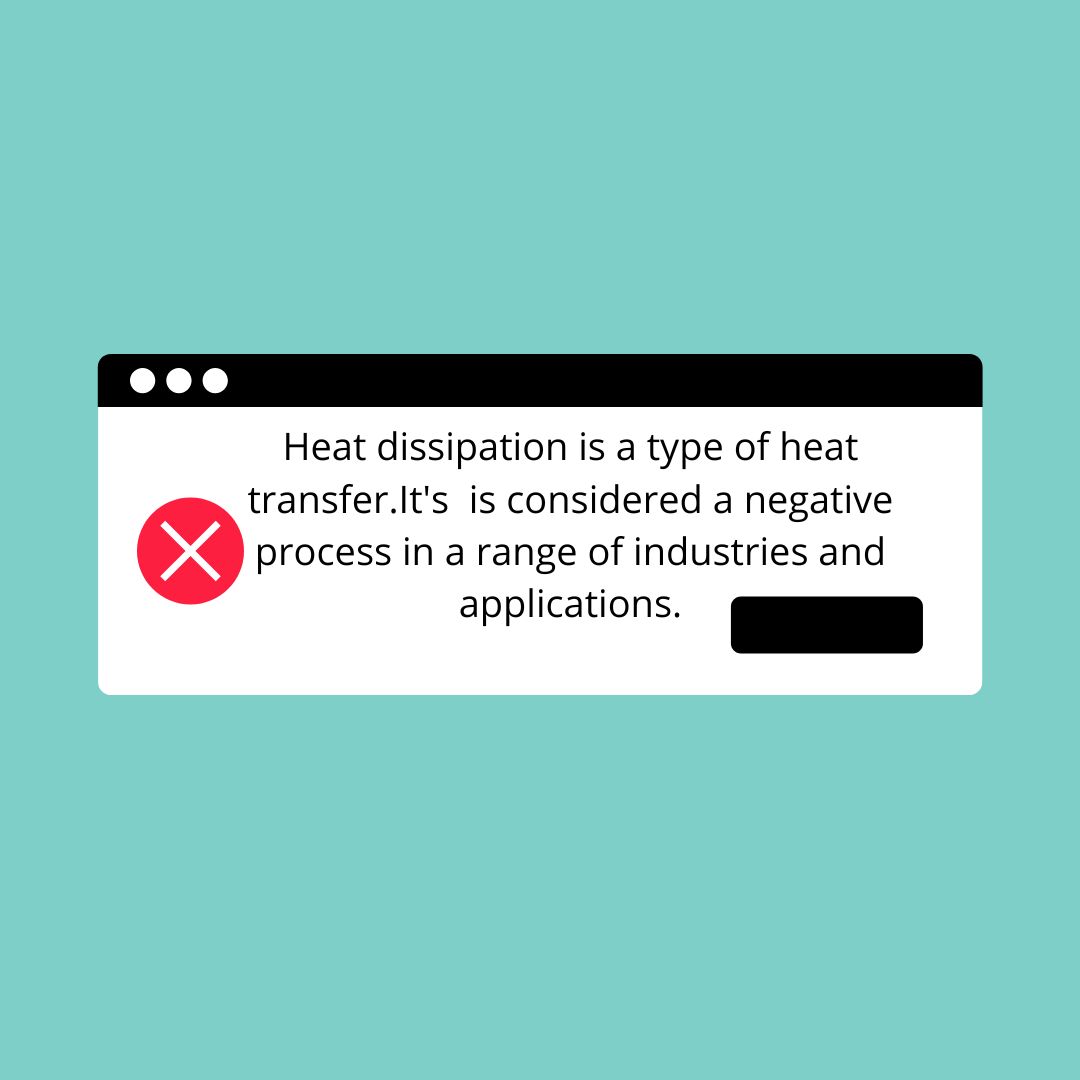 Heat dissipation is a type of heat
transfer.It's  is considered a negative
process in a range of industries and
applications.